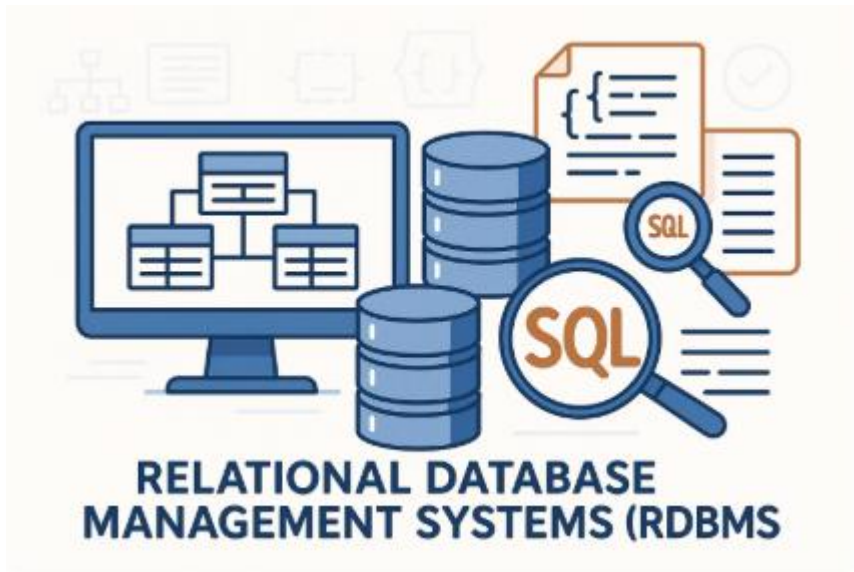 SQL
SQL
RELATIONAL DATABASE
MANAGEMENT SYSTEMS (RDBMS